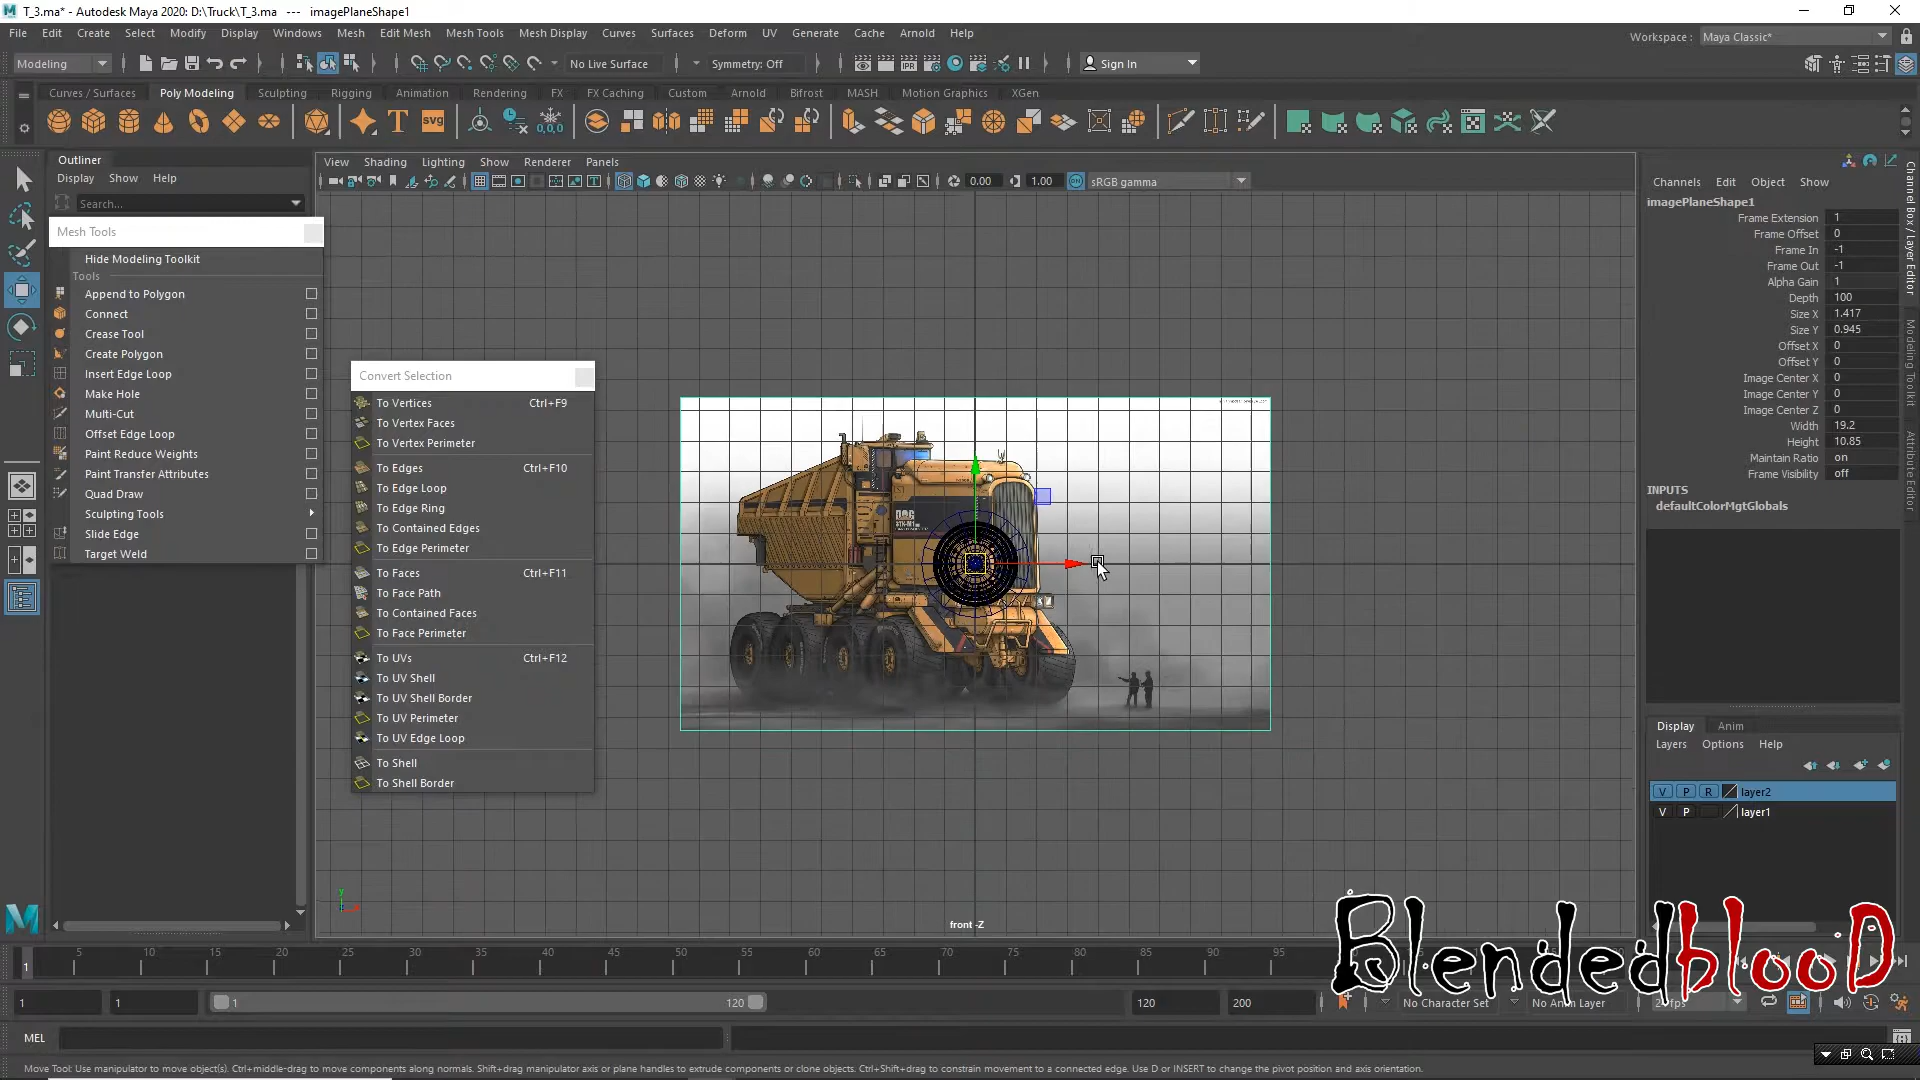 T_3.ma* - Autodesk Maya 2020: D:\Truck\T_3.ma --- imagePlaneShape1
File Edit Create Select Modify Display Windows Mesh Edit Mesh Mesh Tools Mesh Display Curves Surfaces Deform UV Generate Cache Arnold Help
Workspace : Maya Classic*
Modeling
No Live Surface
Symmetry: Off
Sign In
Curves / Surfaces Poly Modeling Sculpting Rigging Animation Rendering FX FX Caching Custom Arnold Bifrost MASH Motion Graphics XGen
Outliner
Display Show Help
Search...
Mesh Tools
Hide Modeling Toolkit
Tools
Append to Polygon
Connect
Crease Tool
Create Polygon
Insert Edge Loop
Make Hole
Multi-Cut
Offset Edge Loop
Paint Reduce Weights
Paint Transfer Attributes
Quad Draw
Sculpting Tools
Slide Edge
Target Weld
View Shading Lighting Show Renderer Panels
0.00 1.00 sRGB gamma
Convert Selection
To Vertices Ctrl+F9
To Vertex Faces
To Vertex Perimeter
To Edges Ctrl+F10
To Edge Loop
To Edge Ring
To Contained Edges
To Edge Perimeter
To Faces Ctrl+F11
To Face Path
To Contained Faces
To Face Perimeter
To UVs Ctrl+F12
To UV Shell
To UV Shell Border
To UV Perimeter
To UV Edge Loop
To Shell
To Shell Border
front -Z
Channels Edit Object Show
imagePlaneShape1
Frame Extension 1
Frame Offset 0
Frame In -1
Frame Out -1
Alpha Gain 1
Depth 100
Size X 1.417
Size Y 0.945
Offset X 0
Offset Y 0
Image Center X 0
Image Center Y 0
Image Center Z 0
Width 19.2
Height 10.85
Maintain Ratio on
Frame Visibility off
INPUTS
defaultColorMgtGlobals
Channel Box / Layer Editor
Modeling Toolkit
Attribute Editor
Display Anim
Layers Options Help
V P R layer2
V P layer1
BlendedblooD
5 10 15 20 25 30 35 40 45 50 55 60 65 70 75 80 85 90 95
1
1 1 1 120 120 200
No Character Set
No Anim Layer
MEL
Move Tool: Use manipulator to move object(s). Ctrl+middle-drag to move components along normals. Shift+drag manipulator axis or plane handles to extrude components or clone objects. Ctrl+Shift+drag to constrain movement to a connected edge. Use D or INSERT to change the pivot position and axis orientation.